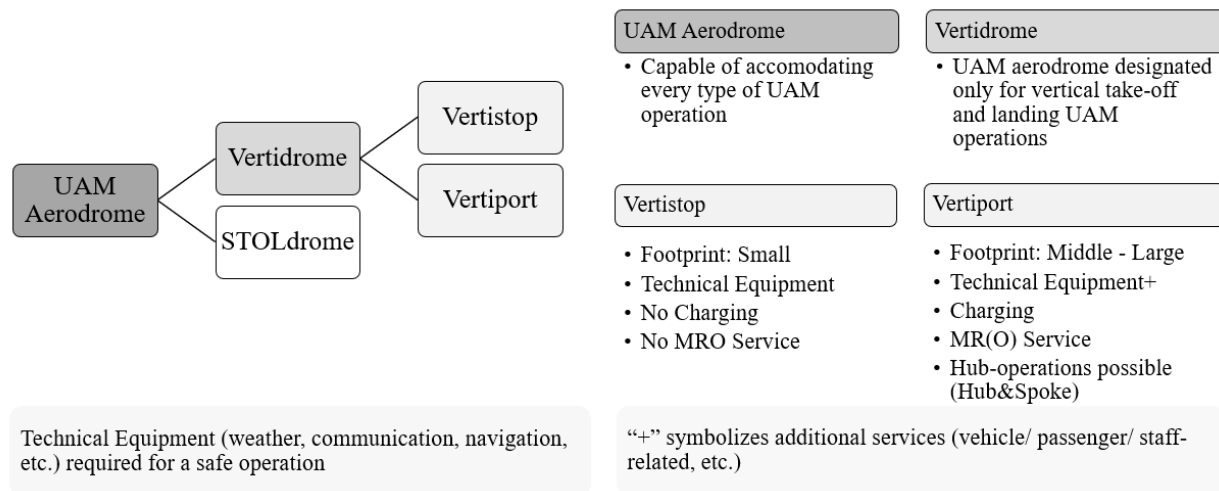 UAM
Aerodrome
Vertidrome
STOLdrome
Vertistop
Vertiport
UAM Aerodrome
• Capable of accomodating
every type of UAM
operation
Vertidrome
• UAM aerodrome designated
only for vertical take-off
and landing UAM
operations
Vertistop
• Footprint: Small
• Technical Equipment
• No Charging
• No MRO Service
Vertiport
• Footprint: Middle - Large
• Technical Equipment+
• Charging
• MR(O) Service
• Hub-operations possible
(Hub&Spoke)
Technical Equipment (weather, communication, navigation,
etc.) required for a safe operation
“+” symbolizes additional services (vehicle/ passenger/ staff-
related, etc.)